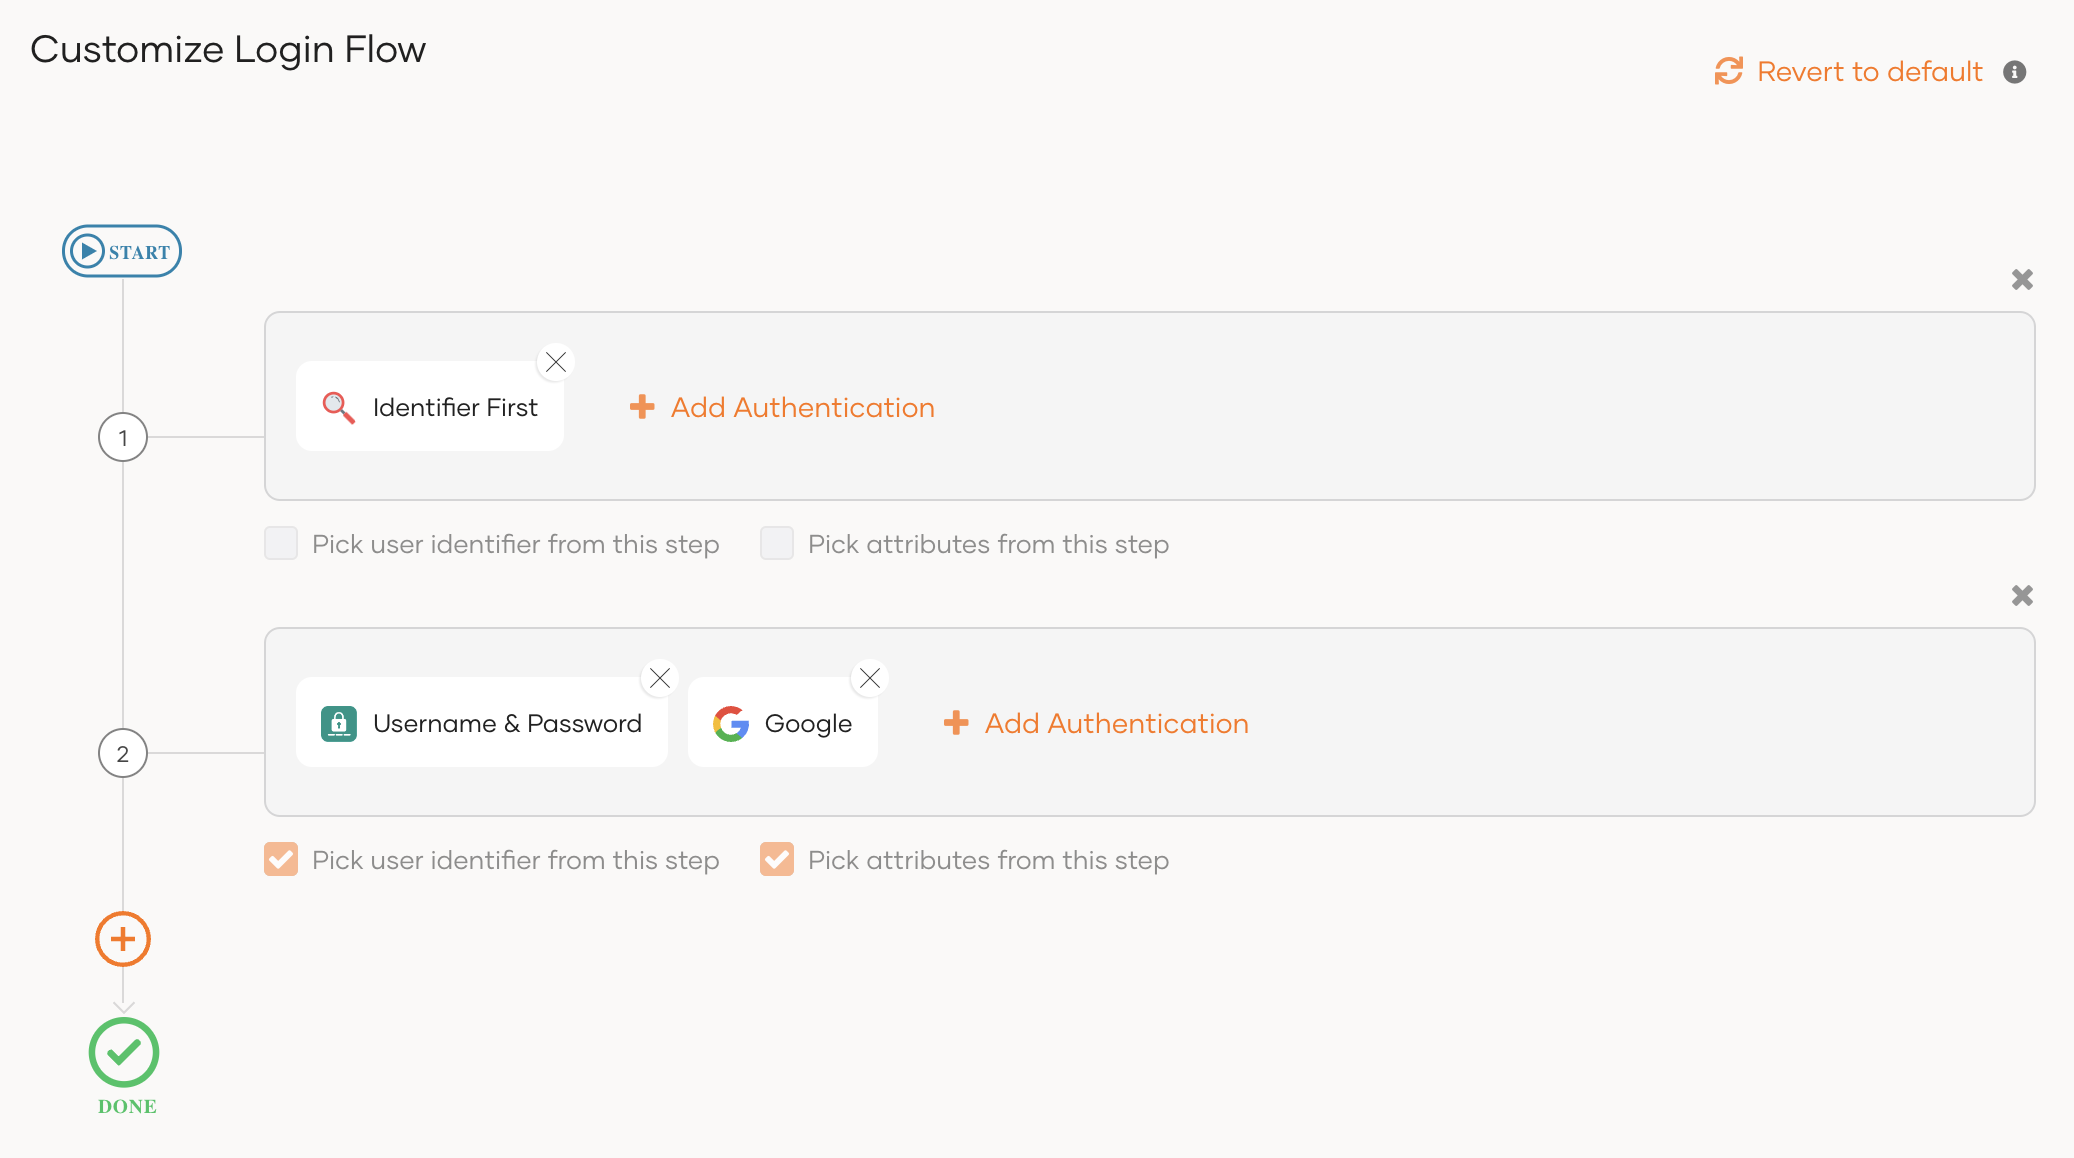 Customize Login Flow
Revert to default
START
1
Identifier First
Add Authentication
Pick user identifier from this step
Pick attributes from this step
2
Username & Password
Google
Add Authentication
Pick user identifier from this step
Pick attributes from this step
DONE